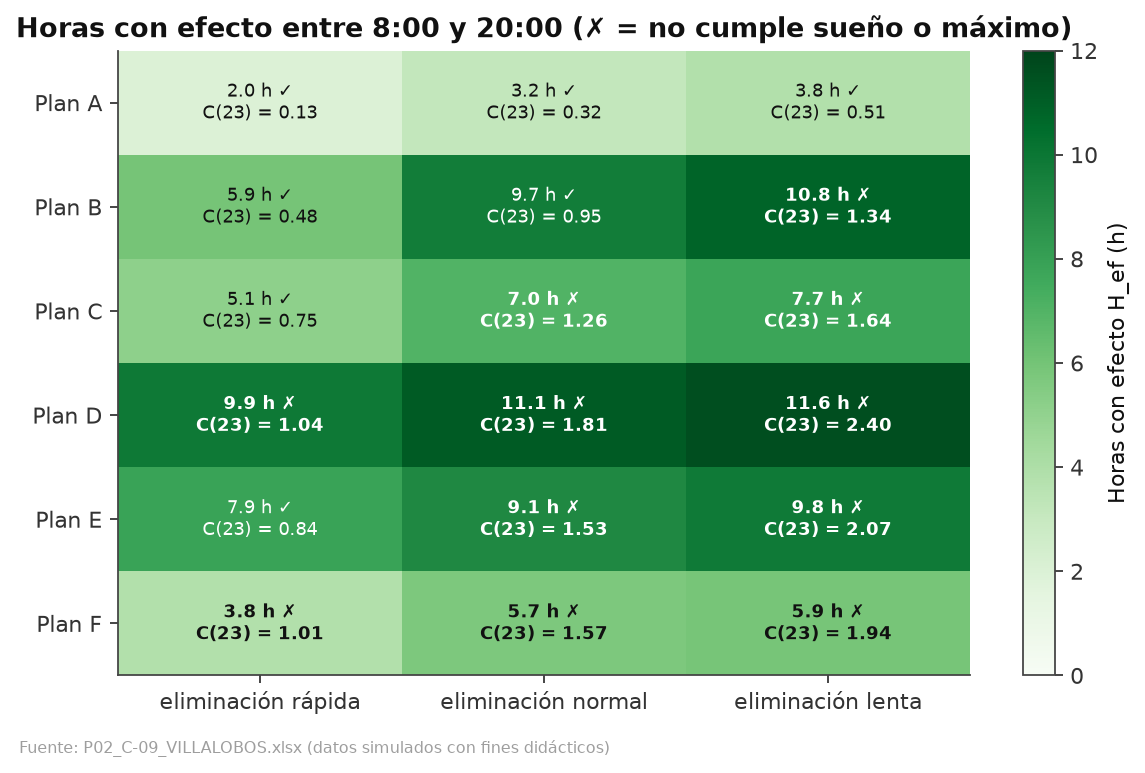 Horas con efecto entre 8:00 y 20:00 (✗ = no cumple sueño o máximo)
Plan A
2.0 h ✓
C(23) = 0.13
3.2 h ✓
C(23) = 0.32
3.8 h ✓
C(23) = 0.51
Plan B
5.9 h ✓
C(23) = 0.48
9.7 h ✓
C(23) = 0.95
10.8 h ✗
C(23) = 1.34
Plan C
5.1 h ✓
C(23) = 0.75
7.0 h ✗
C(23) = 1.26
7.7 h ✗
C(23) = 1.64
Plan D
9.9 h ✗
C(23) = 1.04
11.1 h ✗
C(23) = 1.81
11.6 h ✗
C(23) = 2.40
Plan E
7.9 h ✓
C(23) = 0.84
9.1 h ✗
C(23) = 1.53
9.8 h ✗
C(23) = 2.07
Plan F
3.8 h ✗
C(23) = 1.01
5.7 h ✗
C(23) = 1.57
5.9 h ✗
C(23) = 1.94
eliminación rápida
eliminación normal
eliminación lenta
12
10
8
6
4
2
0
Horas con efecto H_ef (h)
Fuente: P02_C-09_VILLALOBOS.xlsx (datos simulados con fines didácticos)